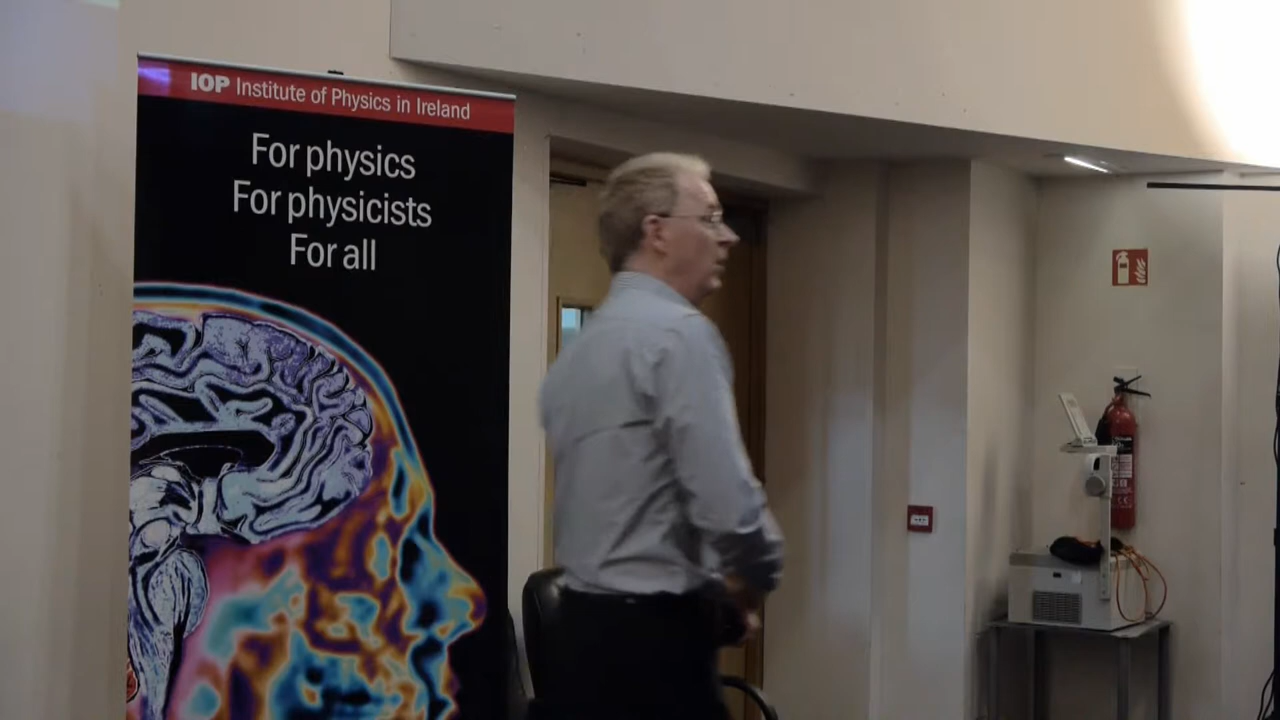 IOP Institute of Physics in Ireland
For physics
For physicists
For all